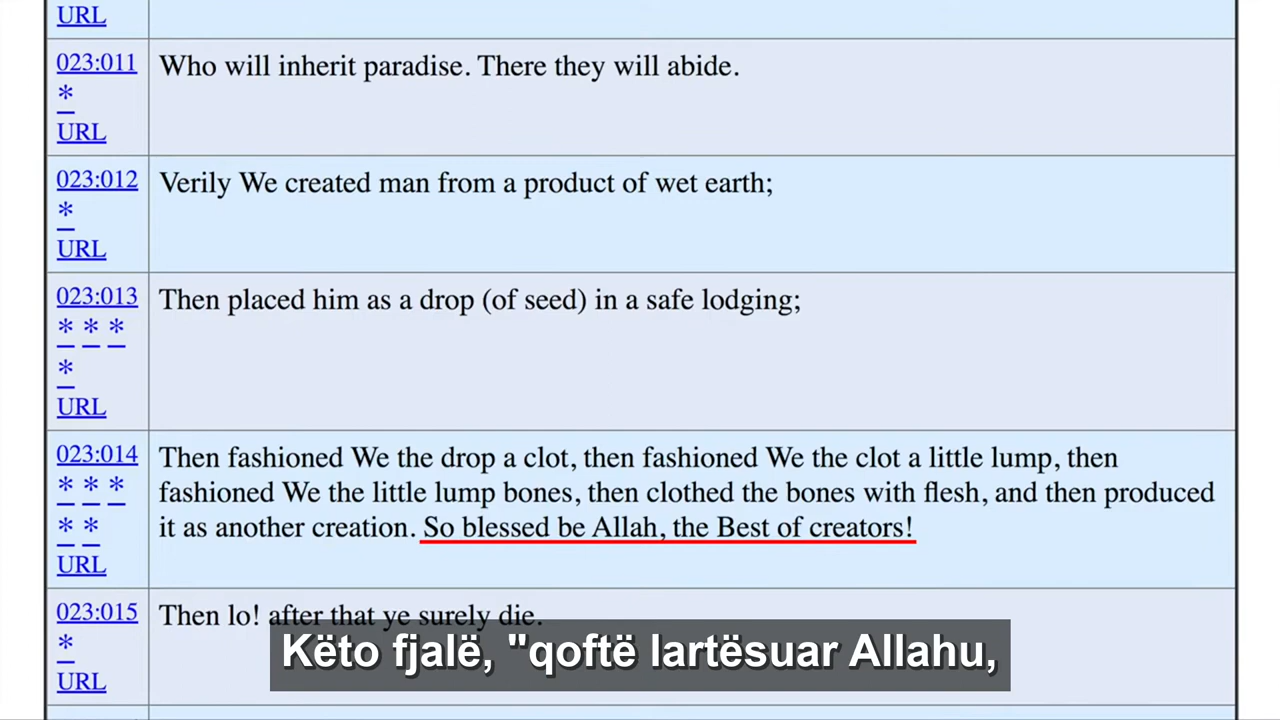 URL
023:011
*
URL
Who will inherit paradise. There they will abide.
023:012
*
URL
Verily We created man from a product of wet earth;
023:013
* * *
*
URL
Then placed him as a drop (of seed) in a safe lodging;
023:014
* * *
* *
URL
Then fashioned We the drop a clot, then fashioned We the clot a little lump, then
fashioned We the little lump bones, then clothed the bones with flesh, and then produced
it as another creation. So blessed be Allah, the Best of creators!
023:015
*
URL
Then lo! after that ye surely die.
Këto fjalë, "qoftë lartësuar Allahu,